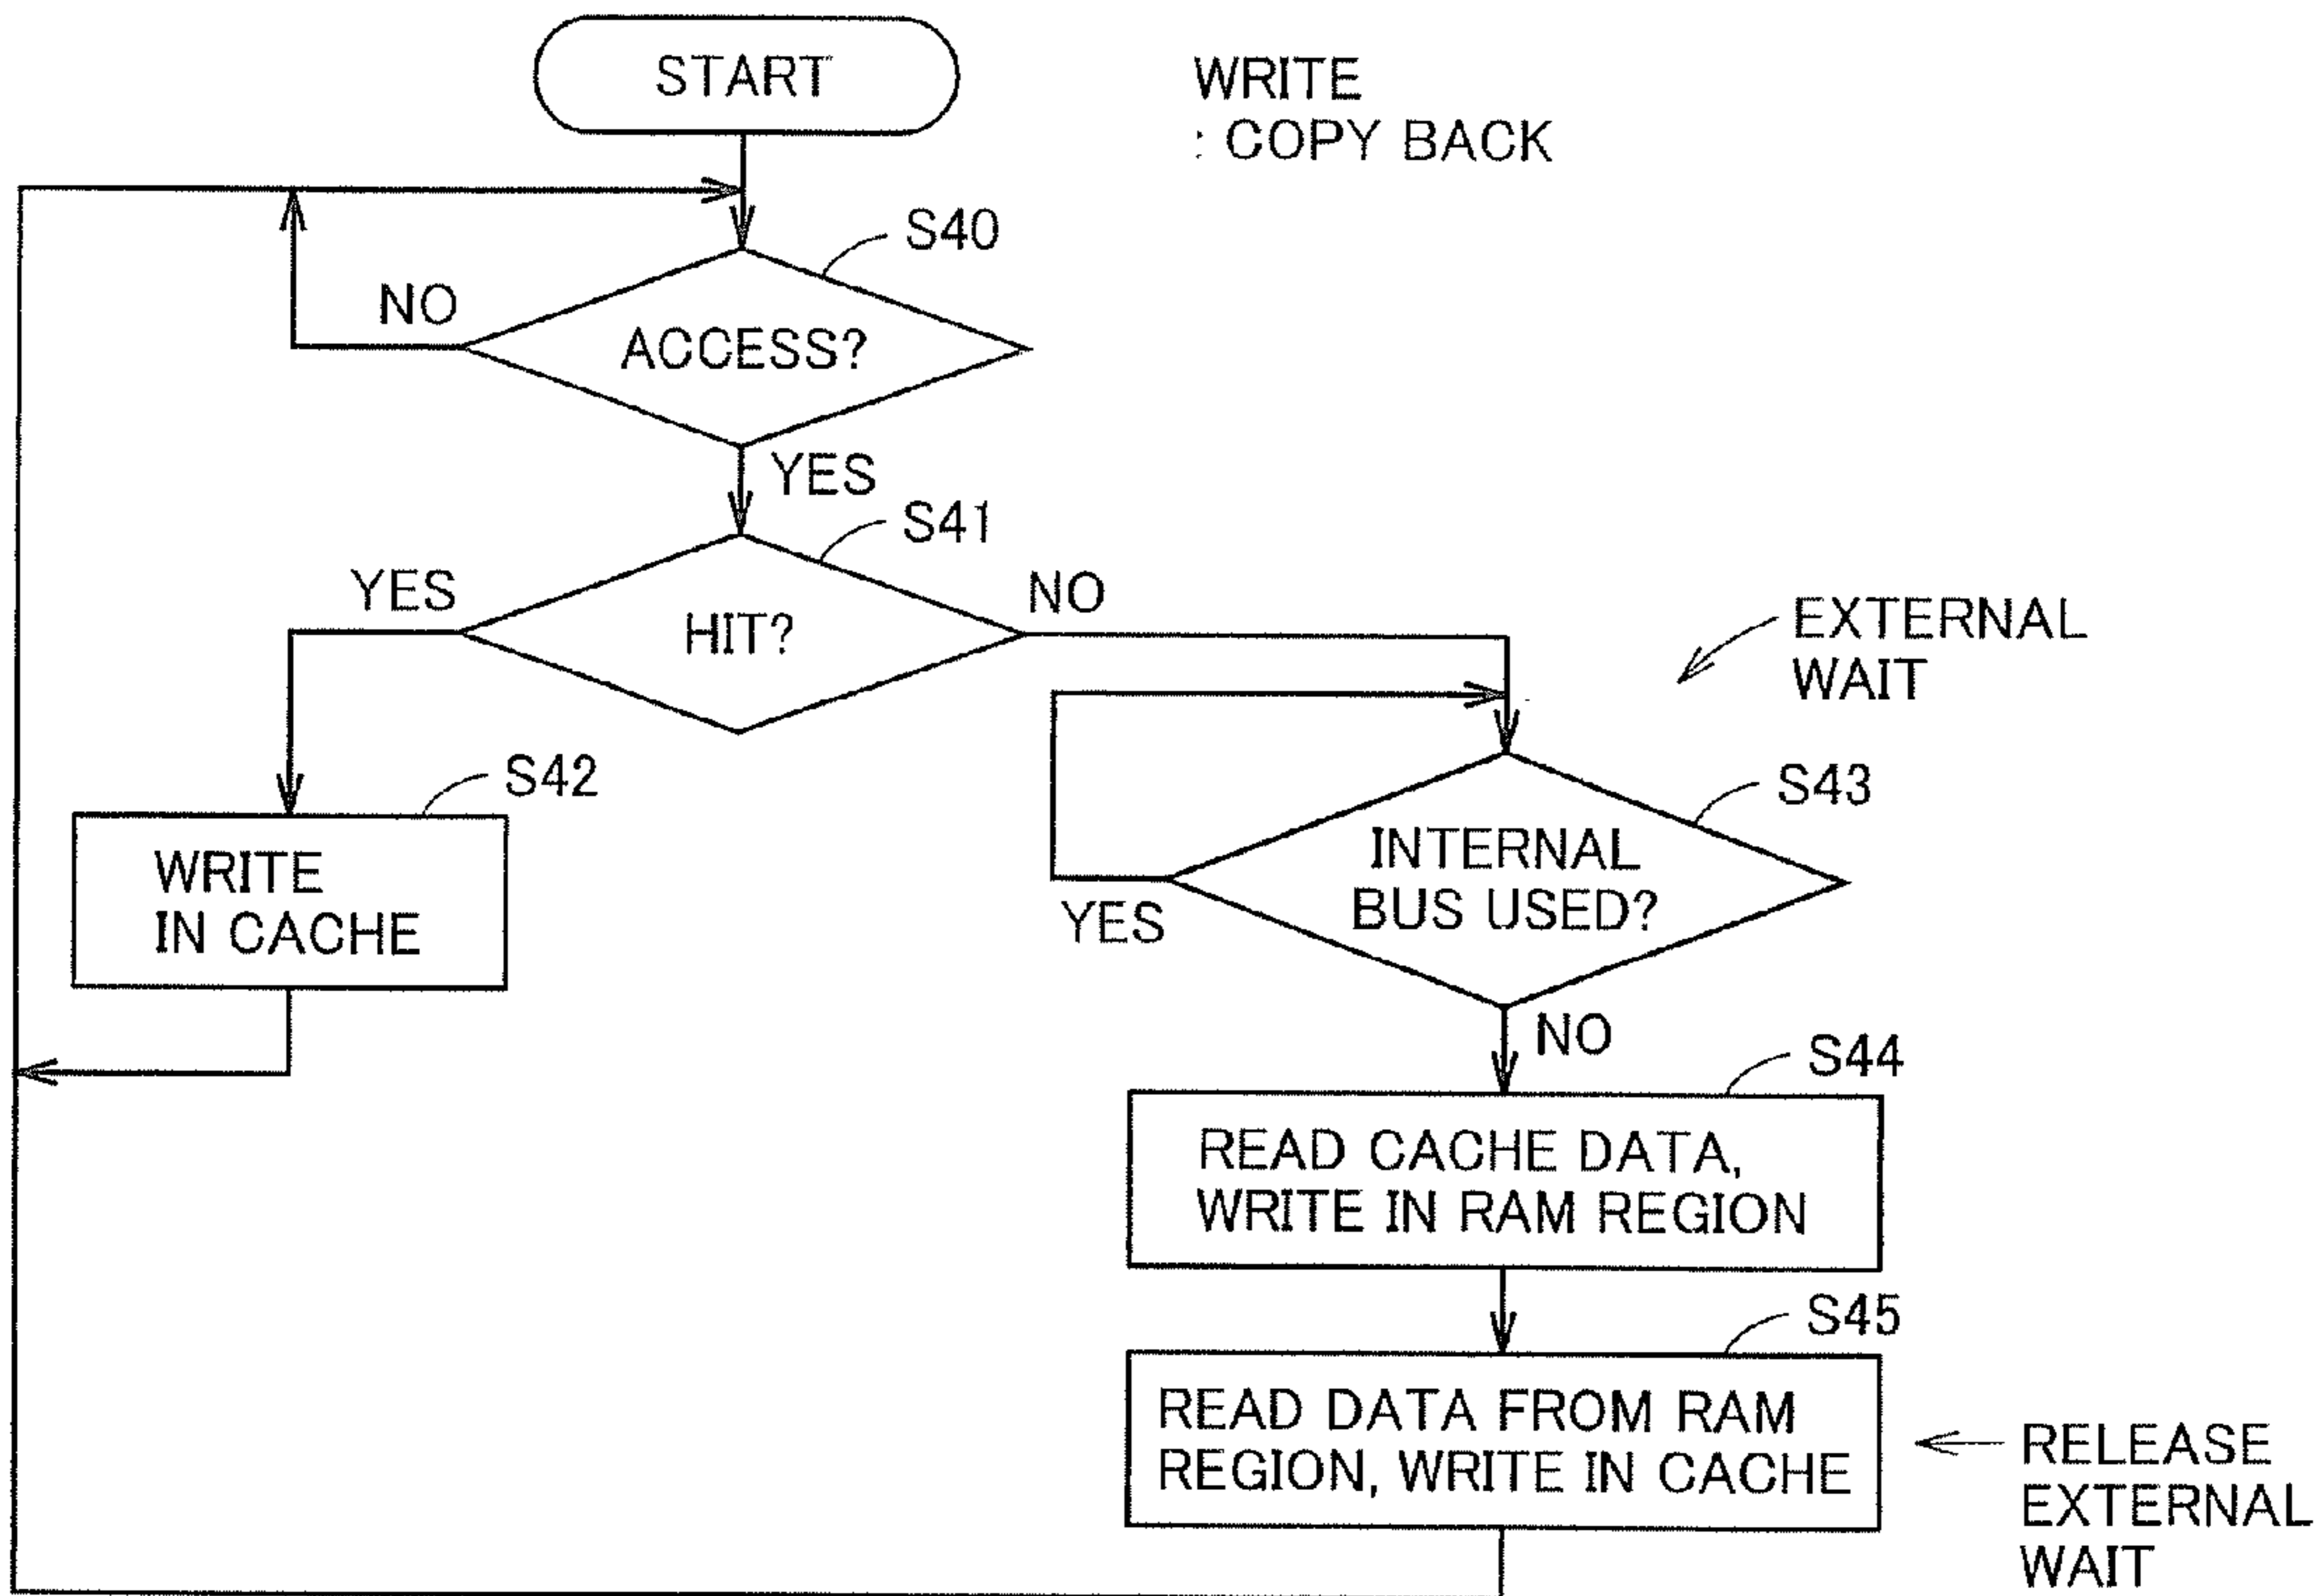 START
WRITE
: COPY BACK
S40
NO
ACCESS?
YES
S41
YES
NO
HIT?
EXTERNAL
WAIT
S42
S43
WRITE
IN CACHE
INTERNAL
BUS USED?
YES
NO
S44
READ CACHE DATA,
WRITE IN RAM REGION
S45
READ DATA FROM RAM
REGION, WRITE IN CACHE
RELEASE
EXTERNAL
WAIT